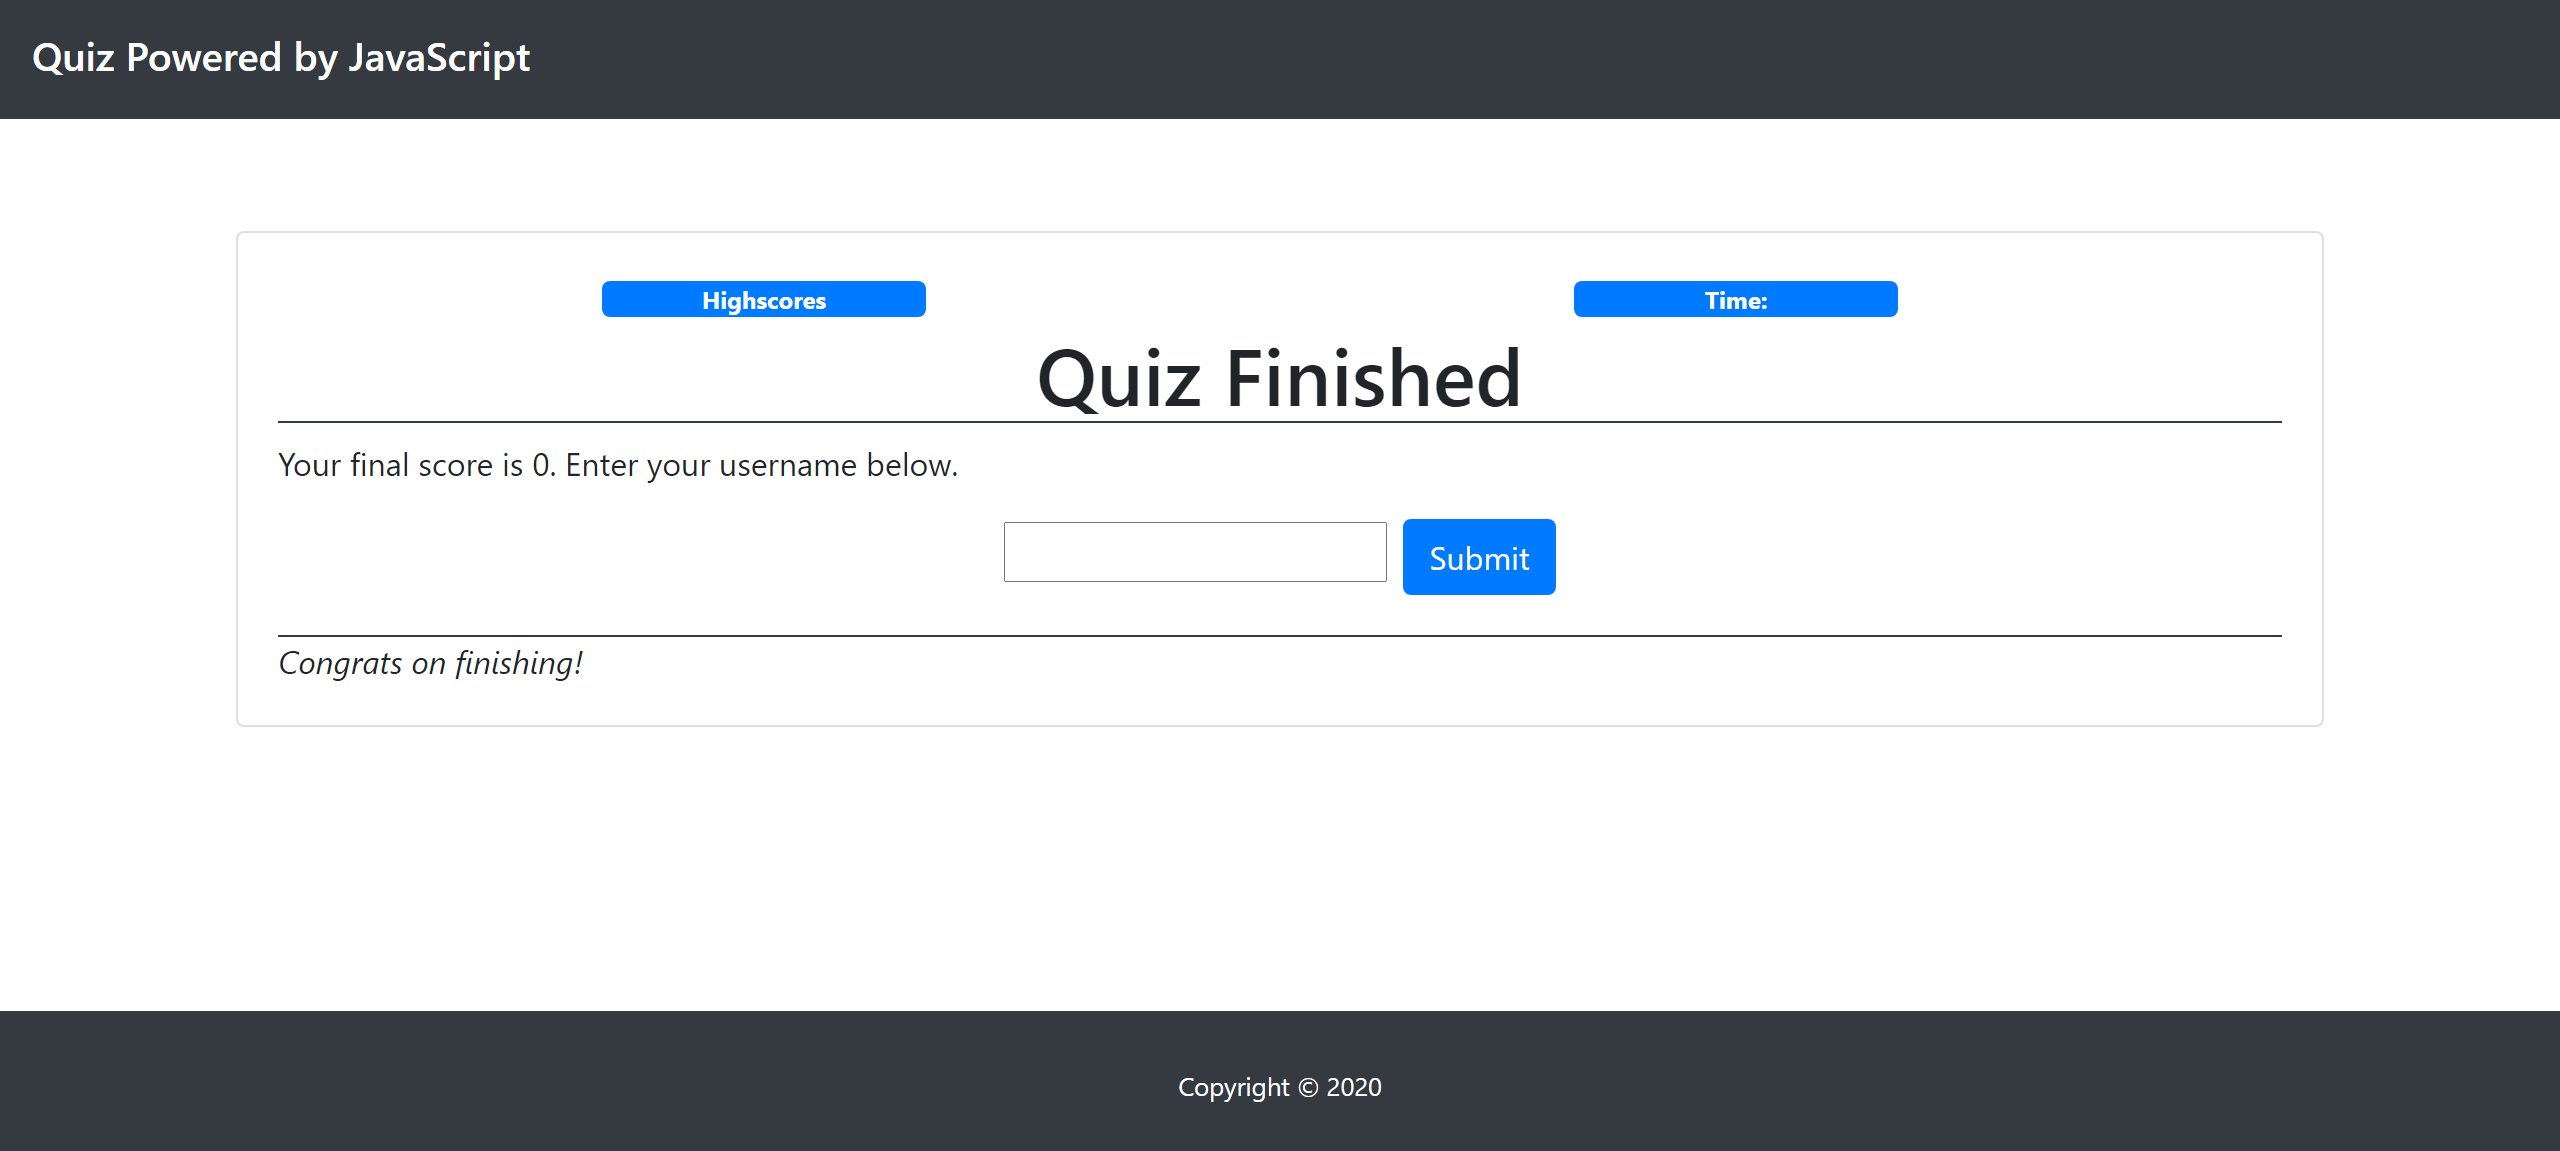 Quiz Powered by JavaScript
Highscores
Time:
Quiz Finished
Your final score is 0. Enter your username below.
Submit
Congrats on finishing!
Copyright © 2020